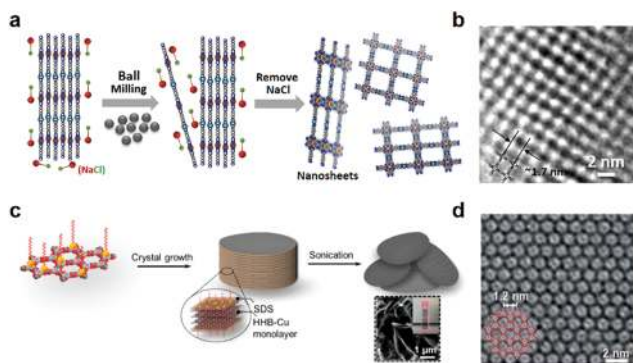 a
b
Ball
Milling
Remove
NaCl
(NaCl)
Nanosheets
~1.7 nm
2 nm
c
d
Crystal growth
Sonication
SDS
HHB-Cu
monolayer
1 µm
1.2 nm
2 nm